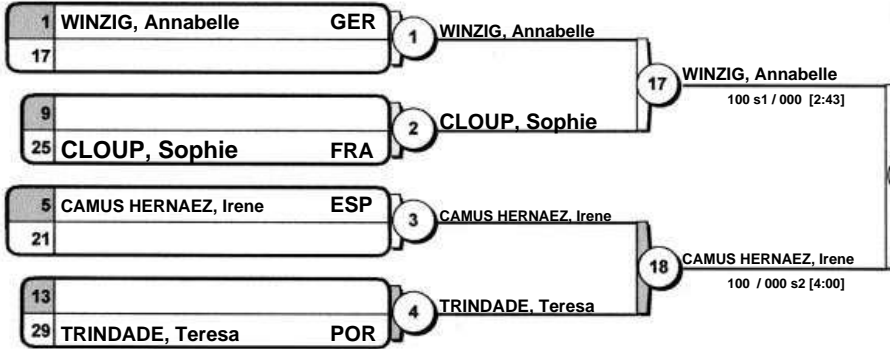 1 WINZIG, Annabelle GER
17
1 WINZIG, Annabelle
9
25 CLOUP, Sophie FRA
2 CLOUP, Sophie
17 WINZIG, Annabelle
100 s1 / 000 [2:43]
5 CAMUS HERNAEZ, Irene ESP
21
3 CAMUS HERNAEZ, Irene
13
29 TRINDADE, Teresa POR
4 TRINDADE, Teresa
18 CAMUS HERNAEZ, Irene
100 / 000 s2 [4:00]